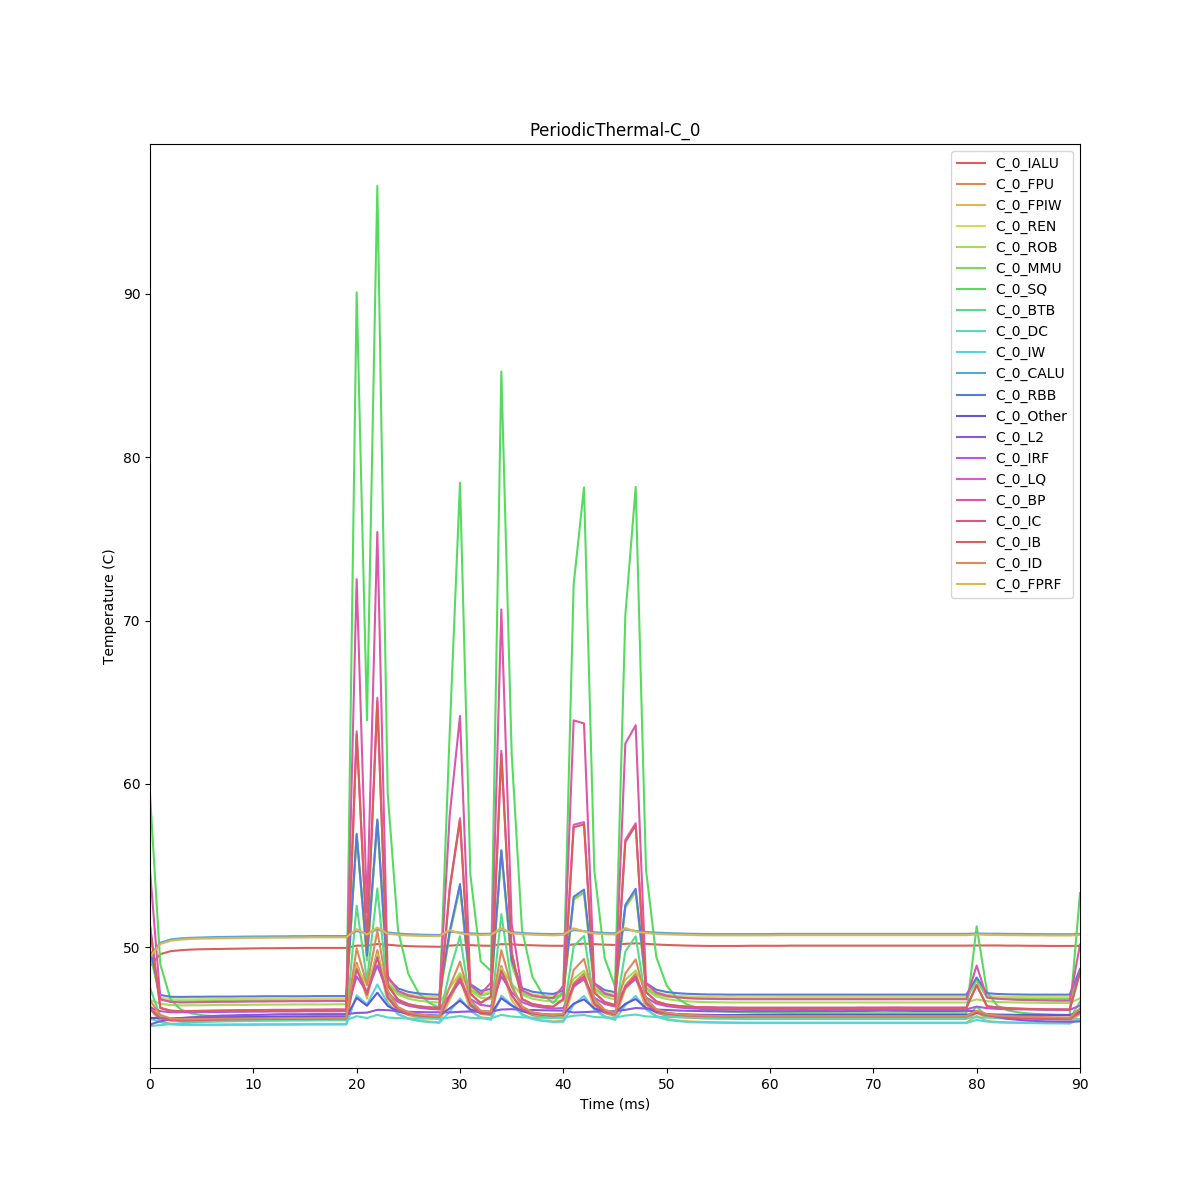 PeriodicThermal-C_0
C_0_IALU
C_0_FPU
C_0_FPIW
C_0_REN
C_0_ROB
C_0_MMU
C_0_SQ
C_0_BTB
C_0_DC
C_0_IW
C_0_CALU
C_0_RBB
C_0_Other
C_0_L2
C_0_IRF
C_0_LQ
C_0_BP
C_0_IC
C_0_IB
C_0_ID
C_0_FPRF
90
80
70
60
50
Temperature (C)
0 10 20 30 40 50 60 70 80 90
Time (ms)